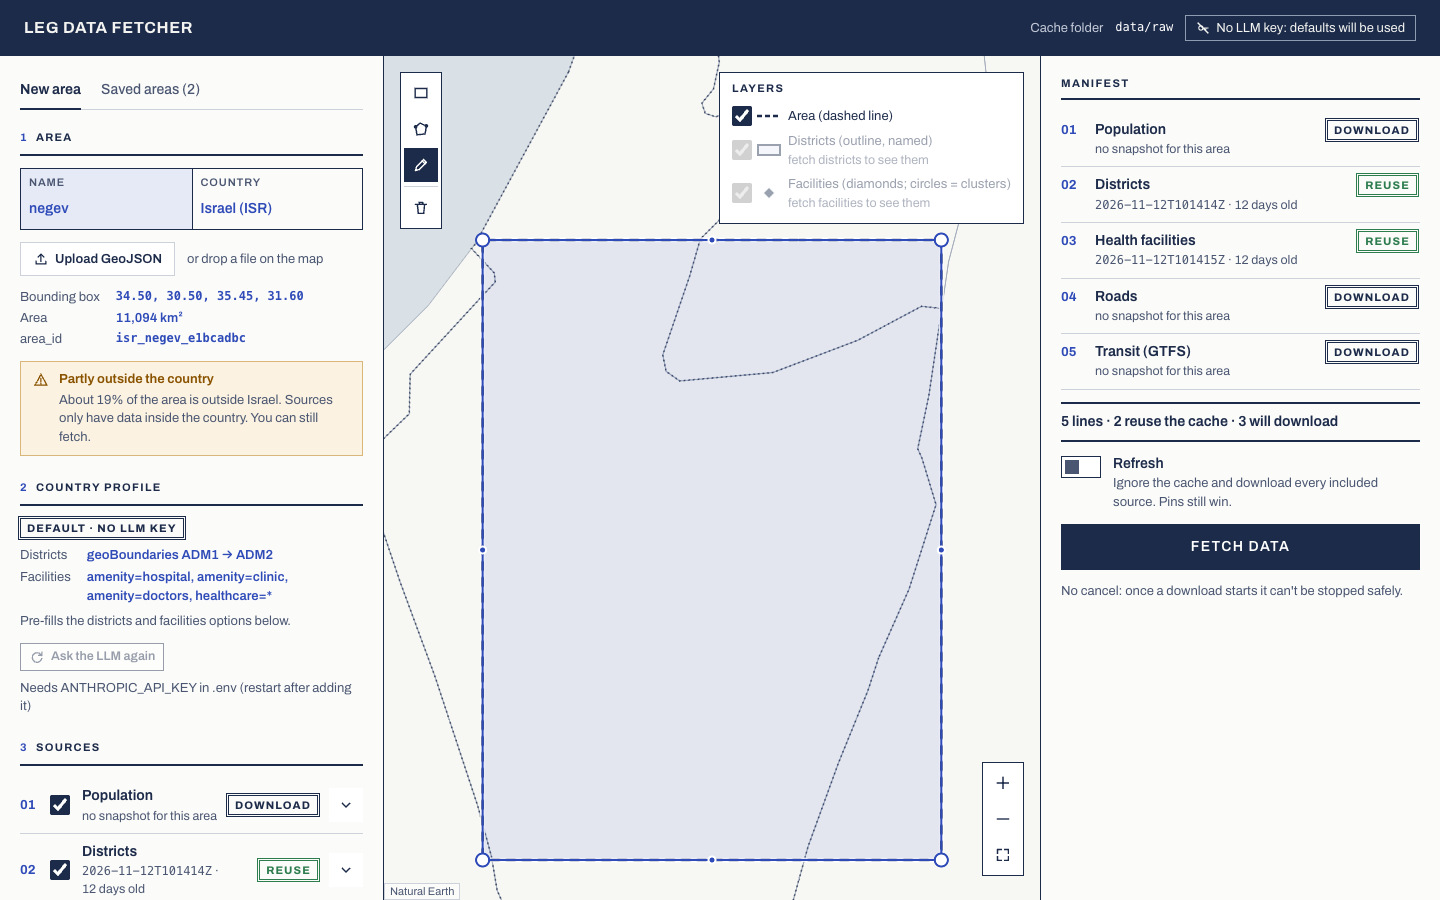 LEG DATA FETCHER
Cache folder data/raw
No LLM key: defaults will be used
New area
Saved areas (2)
1 AREA
NAME
negev
COUNTRY
Israel (ISR)
Upload GeoJSON
or drop a file on the map
Bounding box 34.50, 30.50, 35.45, 31.60
Area 11,094 km²
area_id isr_negev_e1bcadbc
Partly outside the country
About 19% of the area is outside Israel. Sources
only have data inside the country. You can still
fetch.
2 COUNTRY PROFILE
DEFAULT · NO LLM KEY
Districts geoBoundaries ADM1 → ADM2
Facilities amenity=hospital, amenity=clinic,
amenity=doctors, healthcare=*
Pre-fills the districts and facilities options below.
Ask the LLM again
Needs ANTHROPIC_API_KEY in .env (restart after adding
it)
3 SOURCES
01 Population
no snapshot for this area
DOWNLOAD
02 Districts
2026-11-12T101414Z ·
12 days old
REUSE
LAYERS
Area (dashed line)
Districts (outline, named)
fetch districts to see them
Facilities (diamonds; circles = clusters)
fetch facilities to see them
Natural Earth
MANIFEST
01 Population
no snapshot for this area
DOWNLOAD
02 Districts
2026-11-12T101414Z · 12 days old
REUSE
03 Health facilities
2026-11-12T101415Z · 12 days old
REUSE
04 Roads
no snapshot for this area
DOWNLOAD
05 Transit (GTFS)
no snapshot for this area
DOWNLOAD
5 lines · 2 reuse the cache · 3 will download
Refresh
Ignore the cache and download every included
source. Pins still win.
FETCH DATA
No cancel: once a download starts it can't be stopped safely.